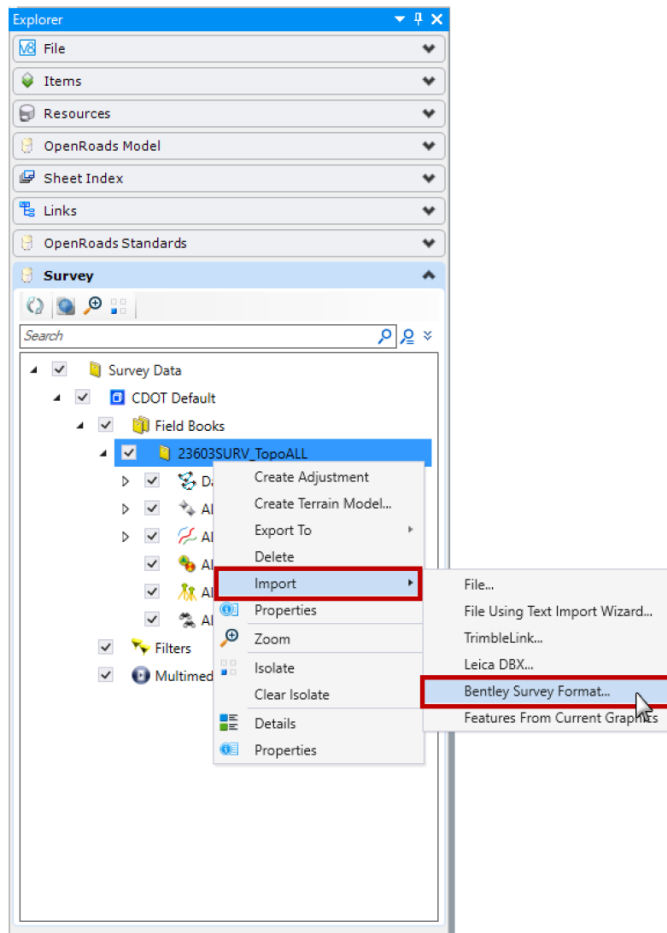 Explorer
File
Items
Resources
OpenRoads Model
Sheet Index
Links
OpenRoads Standards
Survey
Search
Survey Data
CDOT Default
Field Books
23603SURV_TopoALL
Create Adjustment
Create Terrain Model...
Export To
Delete
Import
Properties
Zoom
Isolate
Clear Isolate
Details
Properties
File...
File Using Text Import Wizard...
TrimbleLink...
Leica DBX...
Bentley Survey Format...
Features From Current Graphics
Filters